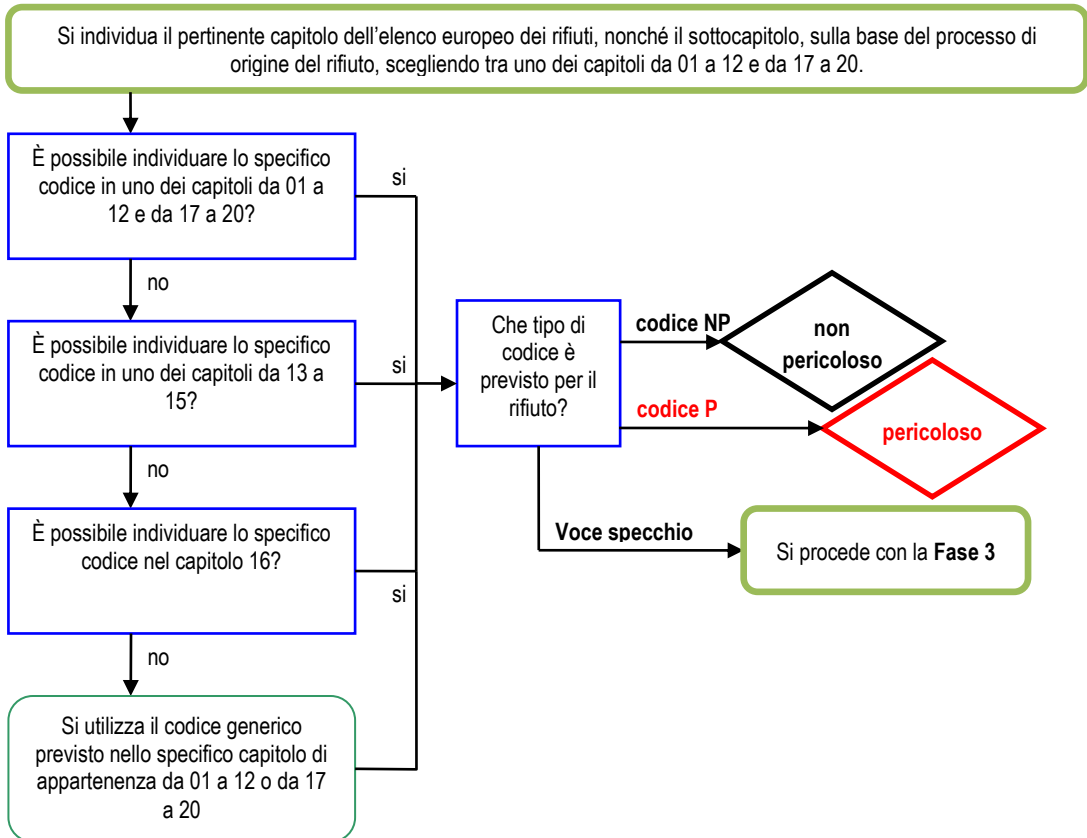 Si individua il pertinente capitolo dell'elenco europeo dei rifiuti, nonché il sottocapitolo, sulla base del processo di
origine del rifiuto, scegliendo tra uno dei capitoli da 01 a 12 e da 17 a 20.
È possibile individuare lo specifico
codice in uno dei capitoli da 01 a
12 e da 17 a 20?
si
no
È possibile individuare lo specifico
codice in uno dei capitoli da 13 a
15?
si
no
È possibile individuare lo specifico
codice nel capitolo 16?
si
no
Si utilizza il codice generico
previsto nello specifico capitolo di
appartenenza da 01 a 12 o da 17
a 20
Che tipo di
codice è
previsto per il
rifiuto?
codice NP
non
pericoloso
codice P
pericoloso
Voce specchio
Si procede con la Fase 3